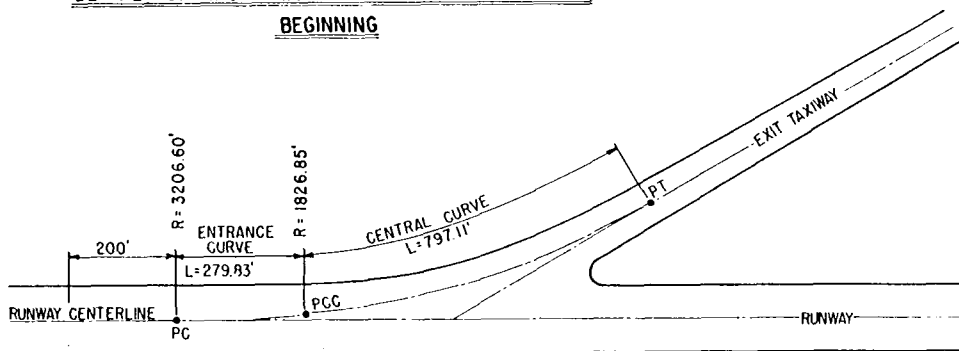 BEGINNING
EXIT TAXIWAY
R = 3206.60'
R = 1826.85'
PT
CENTRAL CURVE
L=797.11'
200'
ENTRANCE
CURVE
L=279.83'
PCC
RUNWAY CENTERLINE
RUNWAY
PC